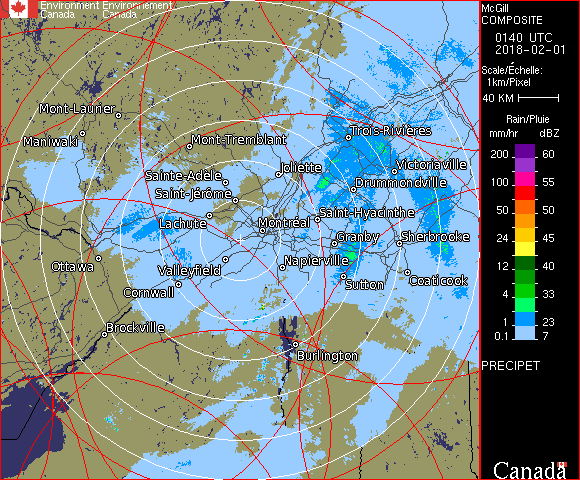 Environment Environnement
Canada Canada
McGill
COMPOSITE
0140 UTC
2018-02-01
Scale/Échelle:
1km/Pixel
40 KM
Rain/Pluie
mm/hr dBZ
200 60
100 55
50 50
24 45
12 40
4 33
1 23
0.1 7
PRECIPET
Canada
Mont-Laurier
Maniwaki
Mont-Tremblant
Trois-Rivières
Joliette
Victoriaville
Sainte-Adèle
Drummondville
Saint-Jérôme
Saint-Hyacinthe
Lachute
Montréal
Granby
Sherbrooke
Ottawa
Valleyfield
Napierville
Sutton
Coaticook
Cornwall
Brockville
Burlington